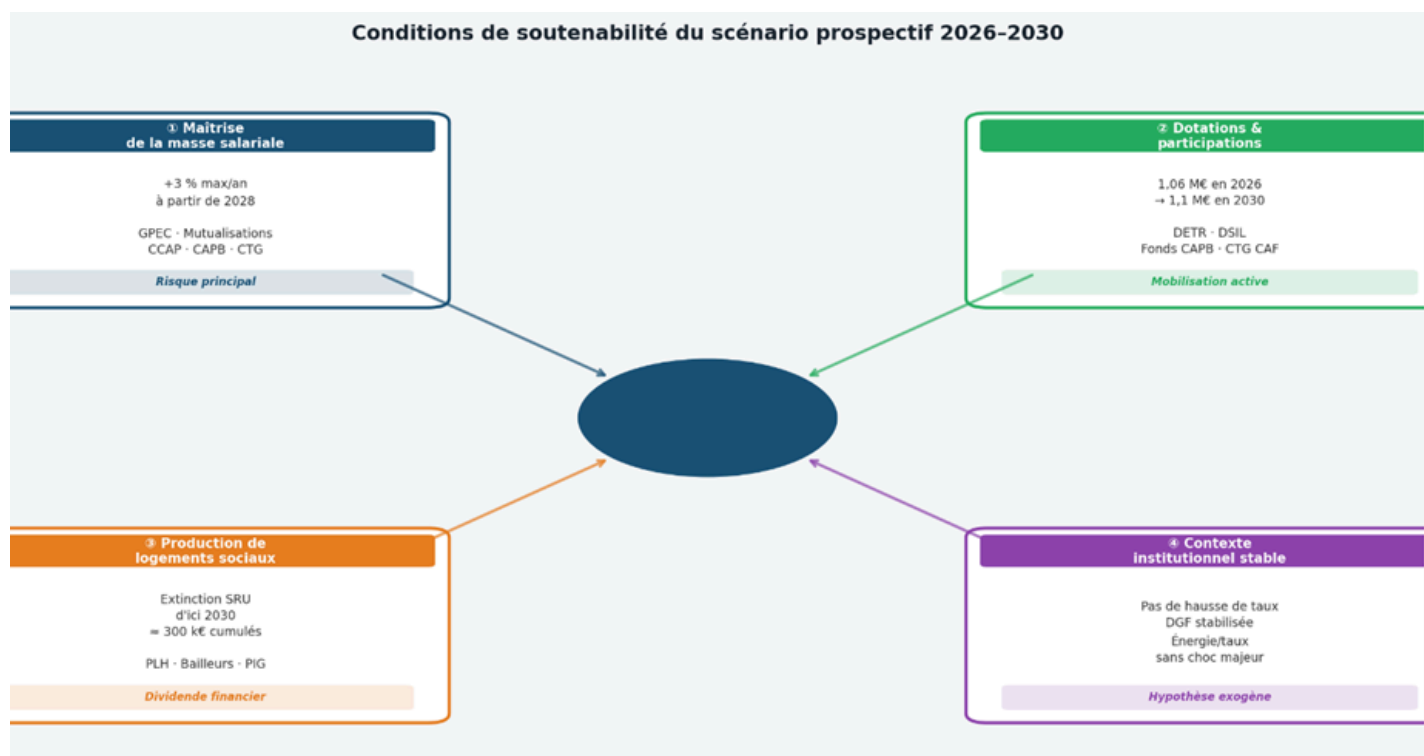 Conditions de soutenabilité du scénario prospectif 2026–2030
① Maîtrise
de la masse salariale
+3 % max/an
à partir de 2028
GPEC · Mutualisations
CCAP · CAPB · CTG
Risque principal
② Dotations &
participations
1,06 M€ en 2026
→ 1,1 M€ en 2030
DETR · DSIL
Fonds CAPB · CTG CAF
Mobilisation active
③ Production de
logements sociaux
Extinction SRU
d'ici 2030
≈ 300 k€ cumulés
PLH · Bailleurs · PIG
Dividende financier
④ Contexte
institutionnel stable
Pas de hausse de taux
DGF stabilisée
Énergie/taux
sans choc majeur
Hypothèse exogène